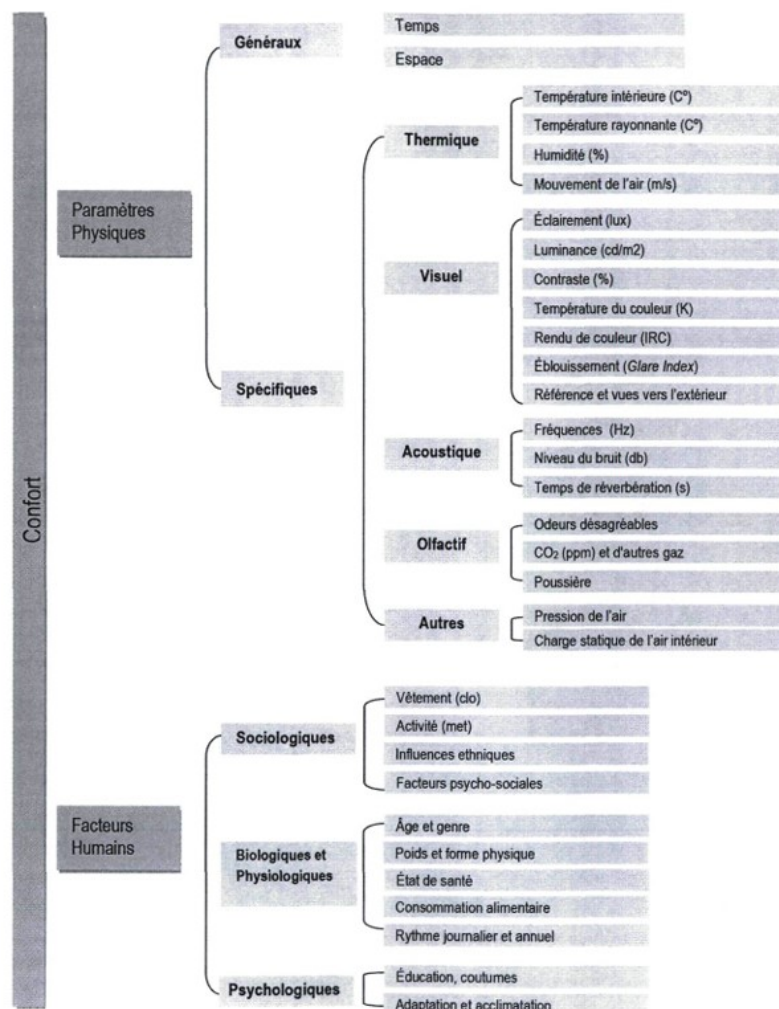 Confort
Paramètres
Physiques
Généraux
Temps
Espace
Spécifiques
Thermique
Température intérieure (Cº)
Température rayonnante (Cº)
Humidité (%)
Mouvement de l'air (m/s)
Visuel
Éclairement (lux)
Luminance (cd/m2)
Contraste (%)
Température du couleur (K)
Rendu de couleur (IRC)
Éblouissement (Glare Index)
Référence et vues vers l'extérieur
Acoustique
Fréquences (Hz)
Niveau du bruit (db)
Temps de réverbération (s)
Olfactif
Odeurs désagréables
CO₂ (ppm) et d'autres gaz
Poussière
Autres
Pression de l'air
Charge statique de l'air intérieur
Facteurs
Humains
Sociologiques
Vêtement (clo)
Activité (met)
Influences ethniques
Facteurs psycho-sociales
Biologiques et
Physiologiques
Âge et genre
Poids et forme physique
État de santé
Consommation alimentaire
Rythme journalier et annuel
Psychologiques
Éducation, coutumes
Adaptation et acclimatation